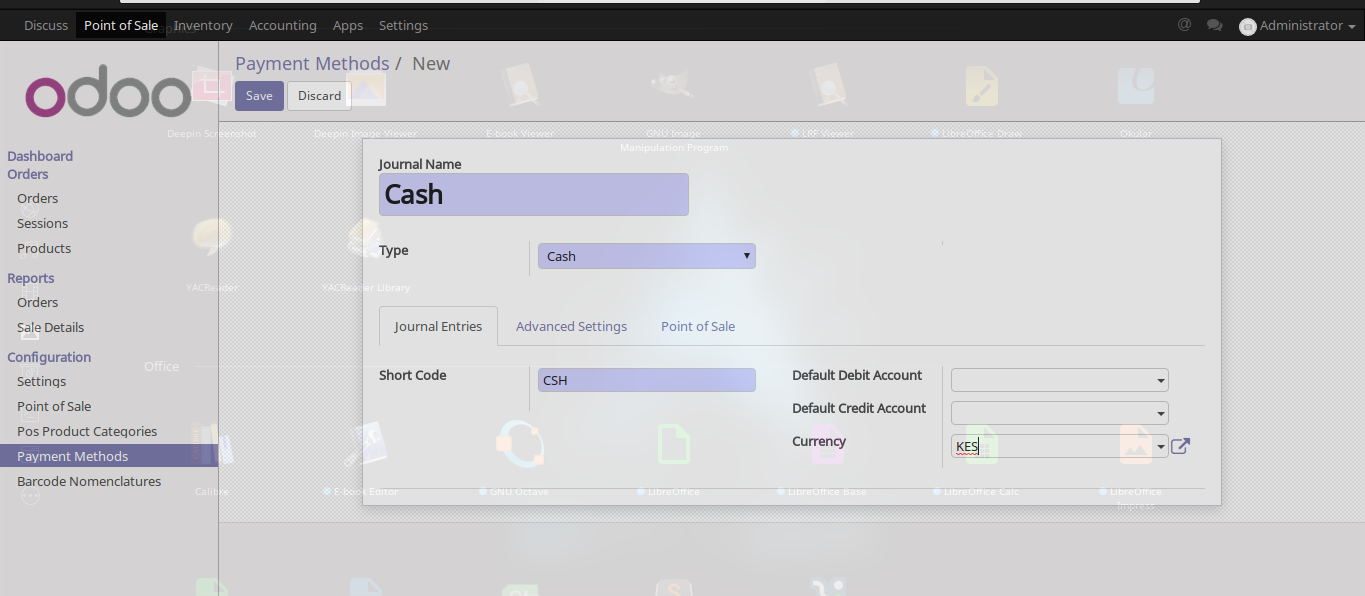 Discuss Point of Sale Inventory Accounting Apps Settings @ Administrator
Graphics
odoo
Payment Methods / New
Save Discard
Deepin Screenshot Deepin Image Viewer E-book Viewer GNU Image Manipulation Program LRF Viewer LibreOffice Draw Okular
Dashboard
Orders
Orders
Sessions
Products
Reports
Orders
Sale Details
Configuration
Settings
Point of Sale
Pos Product Categories
Payment Methods
Barcode Nomenclatures
Journal Name
Cash
Type Cash
YACReader YACReader Library
Journal Entries Advanced Settings Point of Sale
Office
Short Code CSH
Default Debit Account
Default Credit Account
Currency KES
Calibre E-book Editor GNU Octave LibreOffice LibreOffice Base LibreOffice Calc LibreOffice Impress